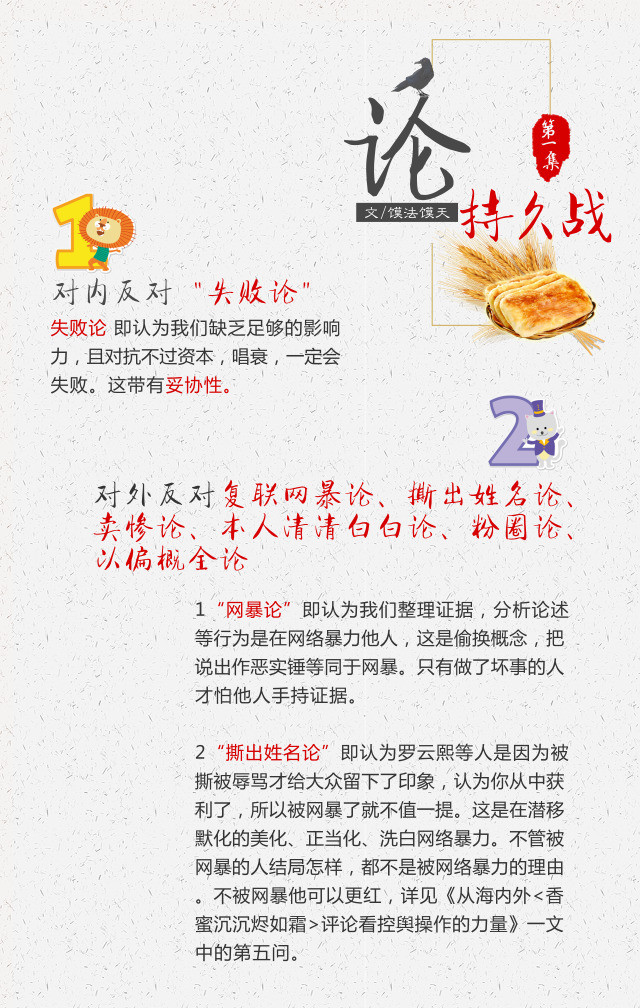 论
第一集
文/馍法馍天
持久战
1
对内反对 "失败论"
失败论 即认为我们缺乏足够的影响
力，且对抗不过资本，唱衰，一定会
失败。这带有妥协性。
2
对外反对复联网暴论、撕出姓名论、
卖惨论、本人清清白白论、粉圈论、
以偏概全论
1“网暴论”即认为我们整理证据，分析论述
等行为是在网络暴力他人，这是偷换概念，把
说出作恶实锤等同于网暴。只有做了坏事的人
才怕他人手持证据。
2“撕出姓名论”即认为罗云熙等人是因为被
撕被辱骂才给大众留下了印象，认为你从中获
利了，所以被网暴了就不值一提。这是在潜移
默化的美化、正当化、洗白网络暴力。不管被
网暴的人结局怎样，都不是被网络暴力的理由
。不被网暴他可以更红，详见《从海内外<香
蜜沉沉烬如霜>评论看控舆操作的力量》一文
中的第五问。